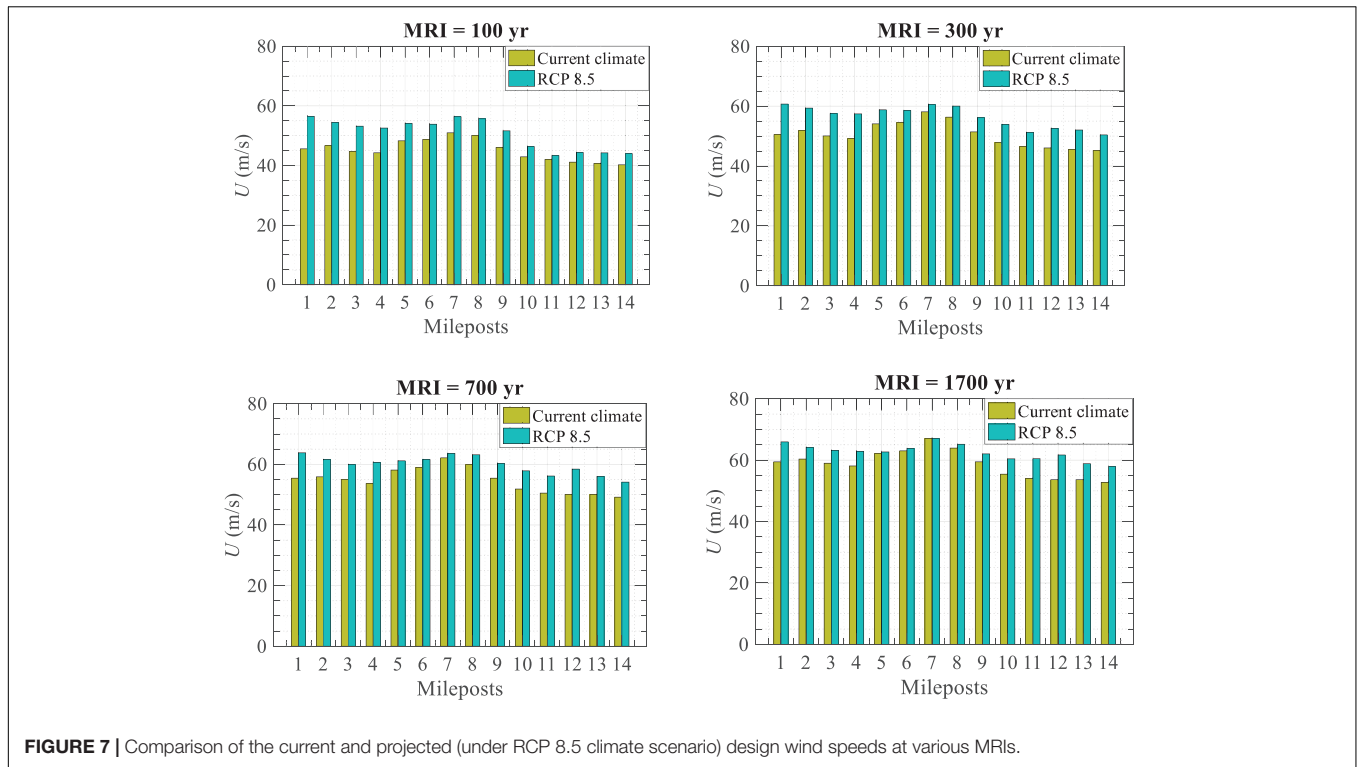 MRI = 100 yr
80
60
40
20
0
U (m/s)
Current climate
RCP 8.5
1 2 3 4 5 6 7 8 9 10 11 12 13 14
Mileposts
MRI = 300 yr
80
60
40
20
0
U (m/s)
Current climate
RCP 8.5
1 2 3 4 5 6 7 8 9 10 11 12 13 14
Mileposts
MRI = 700 yr
80
60
40
20
0
U (m/s)
Current climate
RCP 8.5
1 2 3 4 5 6 7 8 9 10 11 12 13 14
Mileposts
MRI = 1700 yr
80
60
40
20
0
U (m/s)
Current climate
RCP 8.5
1 2 3 4 5 6 7 8 9 10 11 12 13 14
Mileposts
FIGURE 7 | Comparison of the current and projected (under RCP 8.5 climate scenario) design wind speeds at various MRIs.